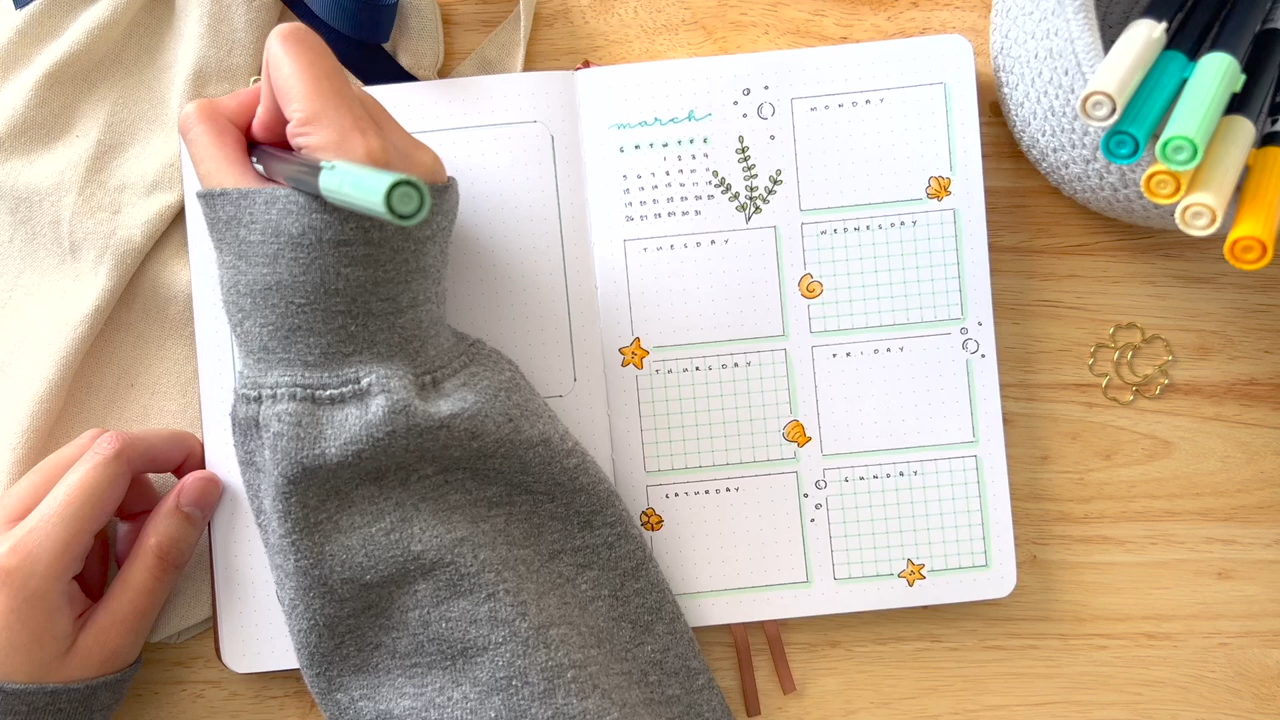 march
S M T W T F S
1 2 3 4
5 6 7 8 9 10 11
12 13 14 15 16 17 18
19 20 21 22 23 24 25
26 27 28 29 30 31
MONDAY
TUESDAY
WEDNESDAY
THURSDAY
FRIDAY
SATURDAY
SUNDAY